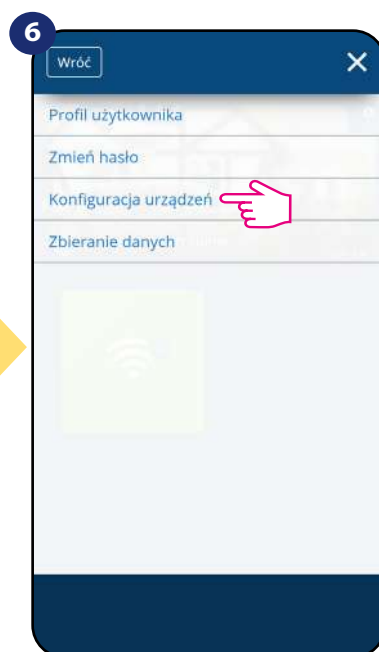 6
Wróć
Profil użytkownika
Zmień hasło
Konfiguracja urządzeń
Zbieranie danych